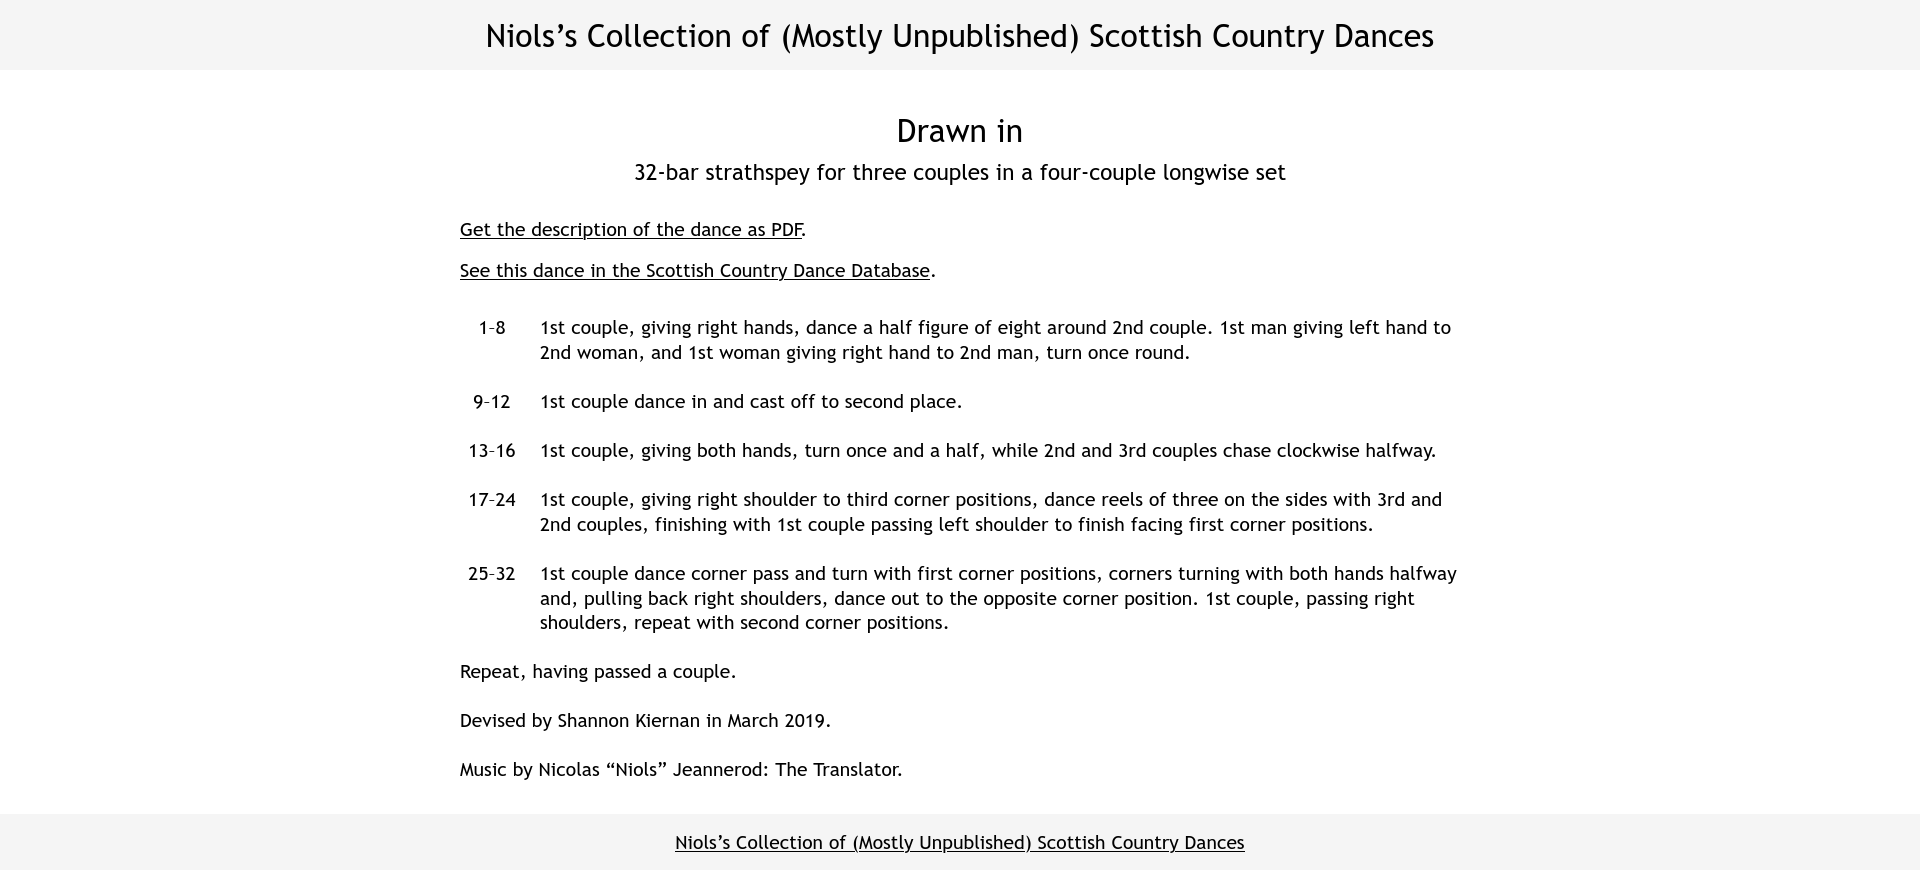 Niols’s Collection of (Mostly Unpublished) Scottish Country Dances
Drawn in
32-bar strathspey for three couples in a four-couple longwise set
Get the description of the dance as PDF.
See this dance in the Scottish Country Dance Database.
1–8 1st couple, giving right hands, dance a half figure of eight around 2nd couple. 1st man giving left hand to
2nd woman, and 1st woman giving right hand to 2nd man, turn once round.
9–12 1st couple dance in and cast off to second place.
13–16 1st couple, giving both hands, turn once and a half, while 2nd and 3rd couples chase clockwise halfway.
17–24 1st couple, giving right shoulder to third corner positions, dance reels of three on the sides with 3rd and
2nd couples, finishing with 1st couple passing left shoulder to finish facing first corner positions.
25–32 1st couple dance corner pass and turn with first corner positions, corners turning with both hands halfway
and, pulling back right shoulders, dance out to the opposite corner position. 1st couple, passing right
shoulders, repeat with second corner positions.
Repeat, having passed a couple.
Devised by Shannon Kiernan in March 2019.
Music by Nicolas “Niols” Jeannerod: The Translator.
Niols’s Collection of (Mostly Unpublished) Scottish Country Dances